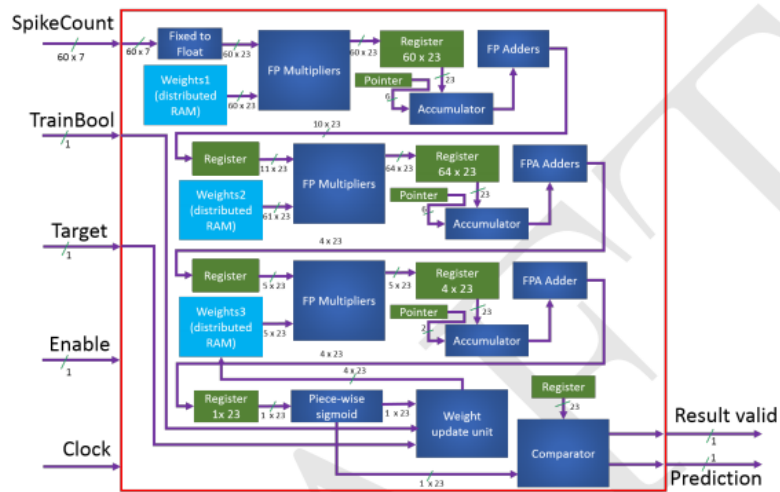 SpikeCount
60 x 7
60 x 7
Fixed to
Float
60 x 23
FP Multipliers
60 x 23
Register
60 x 23
FP Adders
Weights1
(distributed
RAM)
60 x 23
Pointer
6
23
Accumulator
10 x 23
TrainBool
1
Register
11 x 23
FP Multipliers
64 x 23
Register
64 x 23
FPA Adders
Weights2
(distributed
RAM)
61 x 23
Pointer
6
23
Accumulator
4 x 23
Target
1
Register
5 x 23
FP Multipliers
5 x 23
Register
4 x 23
FPA Adder
Weights3
(distributed
RAM)
5 x 23
Pointer
2
23
Accumulator
4 x 23
4 x 23
Enable
1
Register
1x 23
1 x 23
Piece-wise
sigmoid
1 x 23
Weight
update unit
Register
23
Comparator
1 x 23
Clock
Result valid
1
1
Prediction